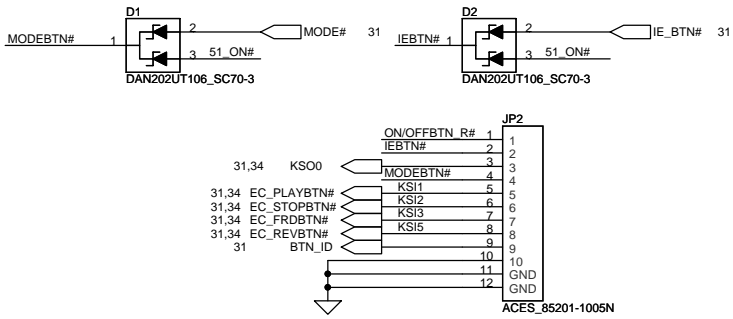 D1 D2
MODEBTN# 1 2 MODE# 31 IEBTN# 1 2 IE_BTN# 31
3 51_ON# 3 51_ON#
DAN202UT106_SC70-3 DAN202UT106_SC70-3
JP2
ON/OFFBTN_R# 1 1
IEBTN# 2 2
31,34 KSO0 3 3
MODEBTN# 4 4
31,34 EC_PLAYBTN# KSI1 5 5
31,34 EC_STOPBTN# KSI2 6 6
31,34 EC_FRDBTN# KSI3 7 7
31,34 EC_REVBTN# KSI5 8 8
31 BTN_ID 9 9
10 10
11 GND
12 GND
ACES_85201-1005N